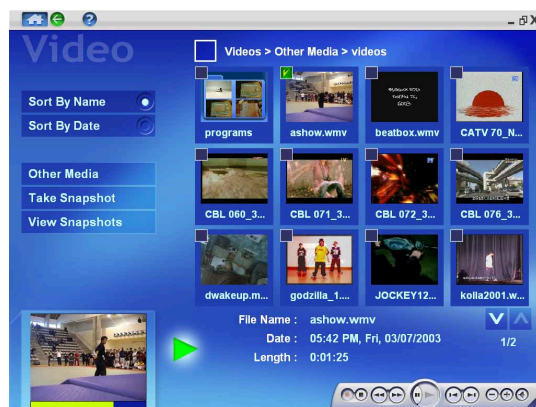 Video
Videos > Other Media > videos
Sort By Name
Sort By Date
Other Media
Take Snapshot
View Snapshots
programs
ashow.wmv
beatbox.wmv
CATV 70_N...
CBL 060_3...
CBL 071_3...
CBL 072_3...
CBL 076_3...
dwakeup.m...
godzilla_1....
JOCKEY12...
kolla2001.w...
File Name : ashow.wmv
Date : 05:42 PM, Fri, 03/07/2003
Length : 0:01:25
1/2